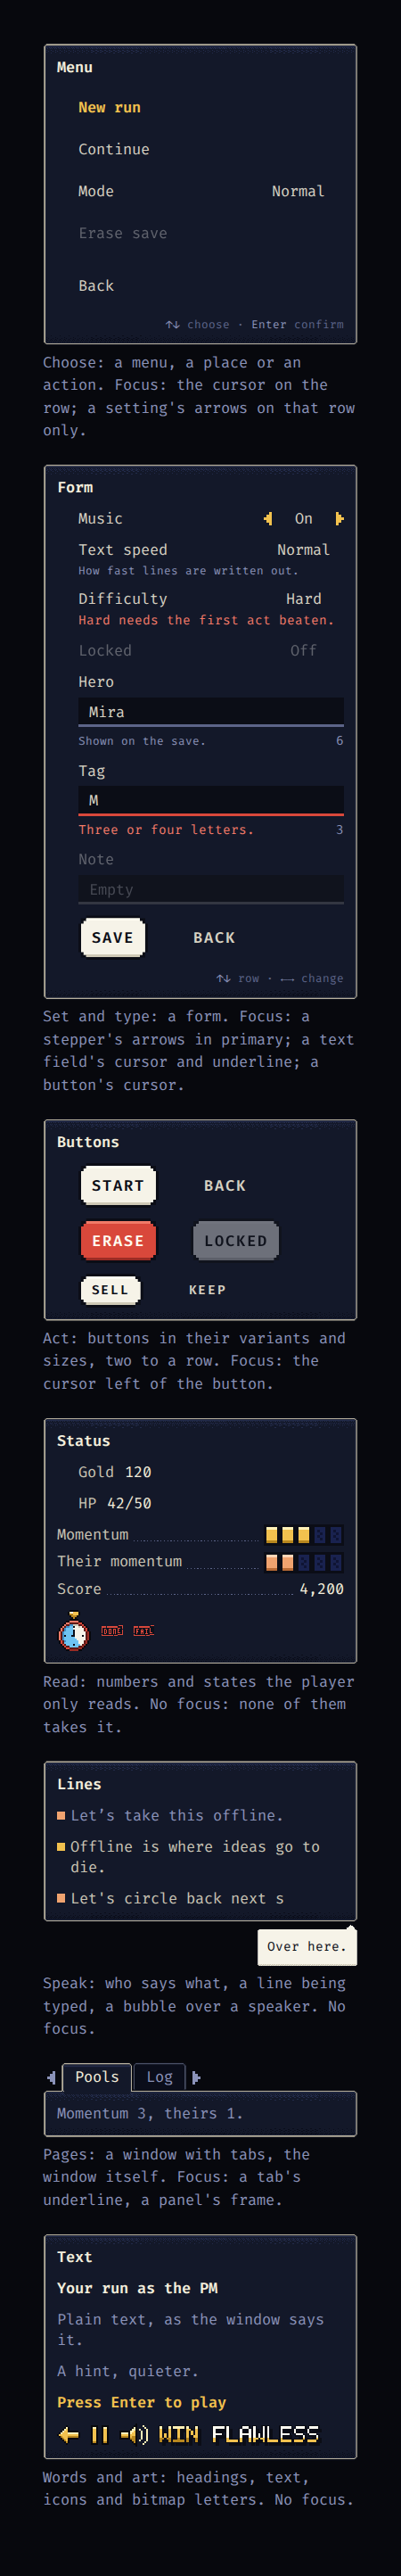 Menu
New run
Continue
Mode Normal
Erase save
Back
↑↓ choose · Enter confirm
Choose: a menu, a place or an
action. Focus: the cursor on the
row; a setting's arrows on that row
only.
Form
Music On
Text speed Normal
How fast lines are written out.
Difficulty Hard
Hard needs the first act beaten.
Locked Off
Hero
Mira
Shown on the save. 6
Tag
M
Three or four letters. 3
Note
Empty
SAVE BACK
↑↓ row · ←→ change
Set and type: a form. Focus: a
stepper's arrows in primary; a text
field's cursor and underline; a
button's cursor.
Buttons
START BACK
ERASE LOCKED
SELL KEEP
Act: buttons in their variants and
sizes, two to a row. Focus: the
cursor left of the button.
Status
Gold 120
HP 42/50
Momentum
Their momentum
Score 4,200
DONE FAIL
Read: numbers and states the player
only reads. No focus: none of them
takes it.
Lines
Let's take this offline.
Offline is where ideas go to
die.
Let's circle back next s
Over here.
Speak: who says what, a line being
typed, a bubble over a speaker. No
focus.
Pools Log
Momentum 3, theirs 1.
Pages: a window with tabs, the
window itself. Focus: a tab's
underline, a panel's frame.
Text
Your run as the PM
Plain text, as the window says
it.
A hint, quieter.
Press Enter to play
WIN FLAWLESS
Words and art: headings, text,
icons and bitmap letters. No focus.